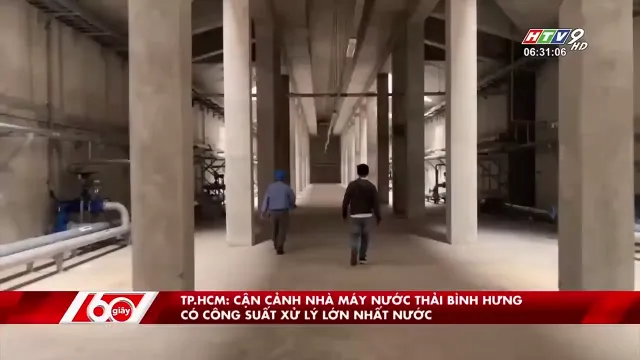 HTV9 HD
06:31:06
60 giây
TP.HCM: CẬN CẢNH NHÀ MÁY NƯỚC THẢI BÌNH HƯNG
CÓ CÔNG SUẤT XỬ LÝ LỚN NHẤT NƯỚC